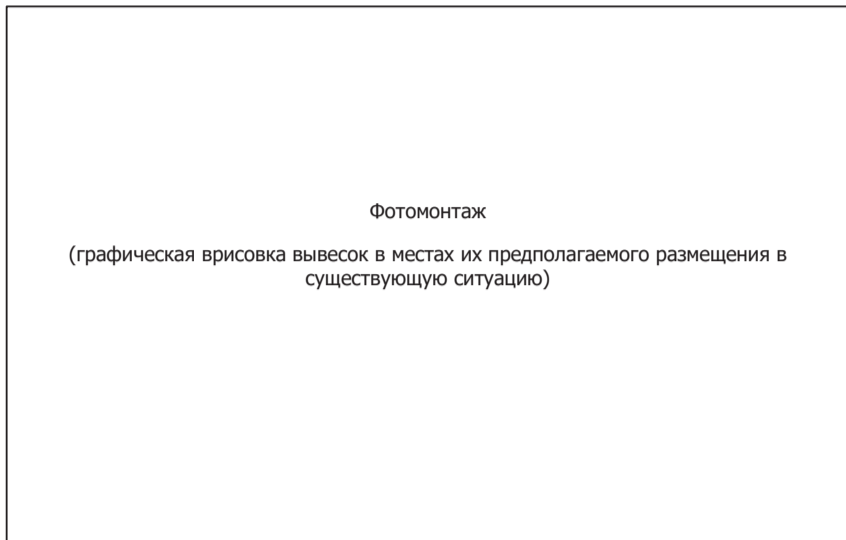 Фотомонтаж
(графическая врисовка вывесок в местах их предполагаемого размещения в
существующую ситуацию)